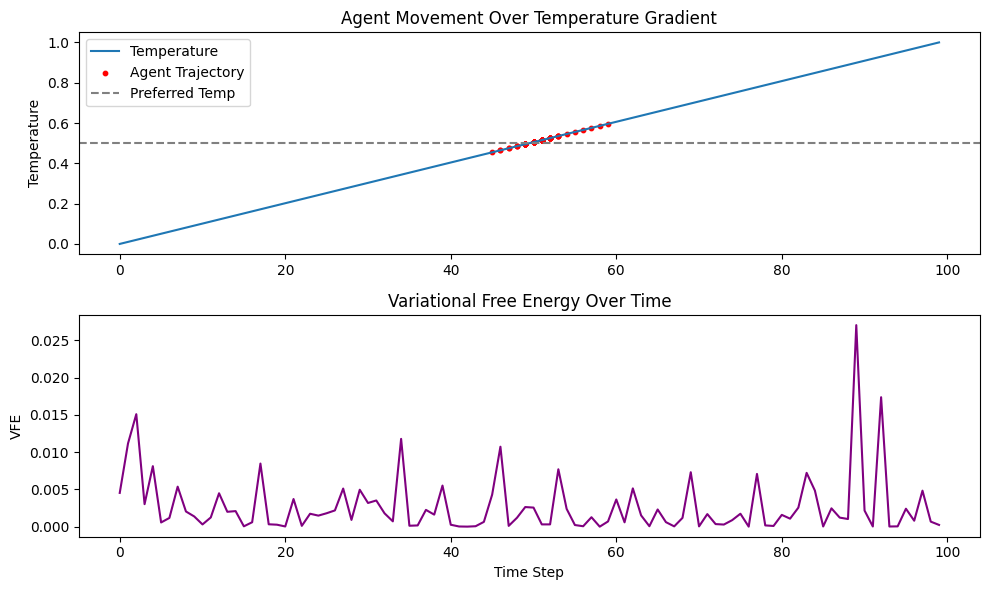 Agent Movement Over Temperature Gradient
Temperature
Agent Trajectory
Preferred Temp
Temperature
1.0
0.8
0.6
0.4
0.2
0.0
0 20 40 60 80 100
Variational Free Energy Over Time
VFE
0.025
0.020
0.015
0.010
0.005
0.000
0 20 40 60 80 100
Time Step